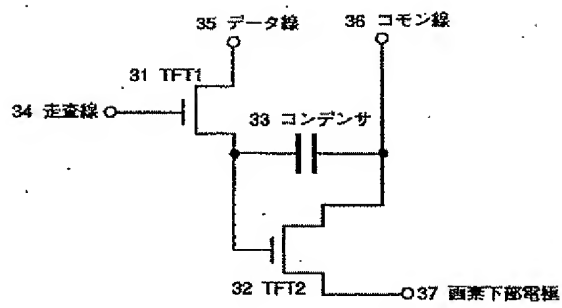 35 データ線
36 コモン線
31 TFT1
34 走査線
33 コンデンサ
32 TFT2
37 画素下部電極